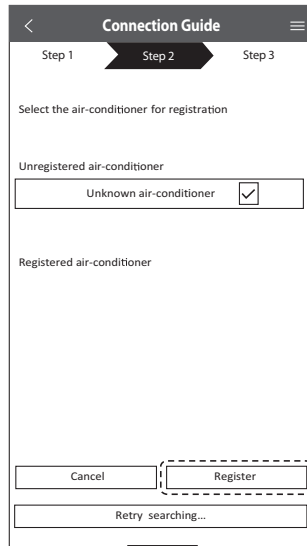 Connection Guide
Step 1 Step 2 Step 3
Select the air-conditioner for registration
Unregistered air-conditioner
Unknown air-conditioner
Registered air-conditioner
Cancel Register
Retry searching...